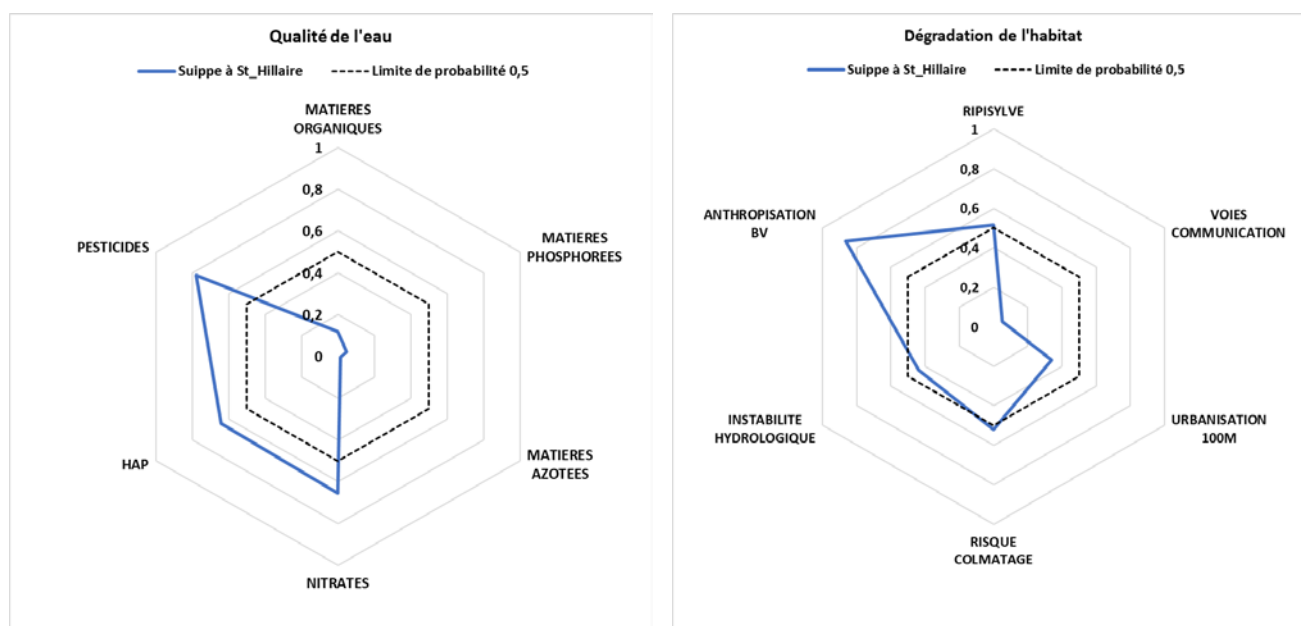 Qualité de l'eau
Suippe à St_Hillaire
Limite de probabilité 0,5
MATIERES
ORGANIQUES
1
0,8
0,6
0,4
0,2
0
MATIERES
PHOSPHOREES
MATIERES
AZOTEES
NITRATES
HAP
PESTICIDES
Dégradation de l'habitat
Suippe à St_Hillaire
Limite de probabilité 0,5
RIPISYLVE
1
0,8
0,6
0,4
0,2
0
VOIES
COMMUNICATION
URBANISATION
100M
RISQUE
COLMATAGE
INSTABILITE
HYDROLOGIQUE
ANTHROPISATION
BV